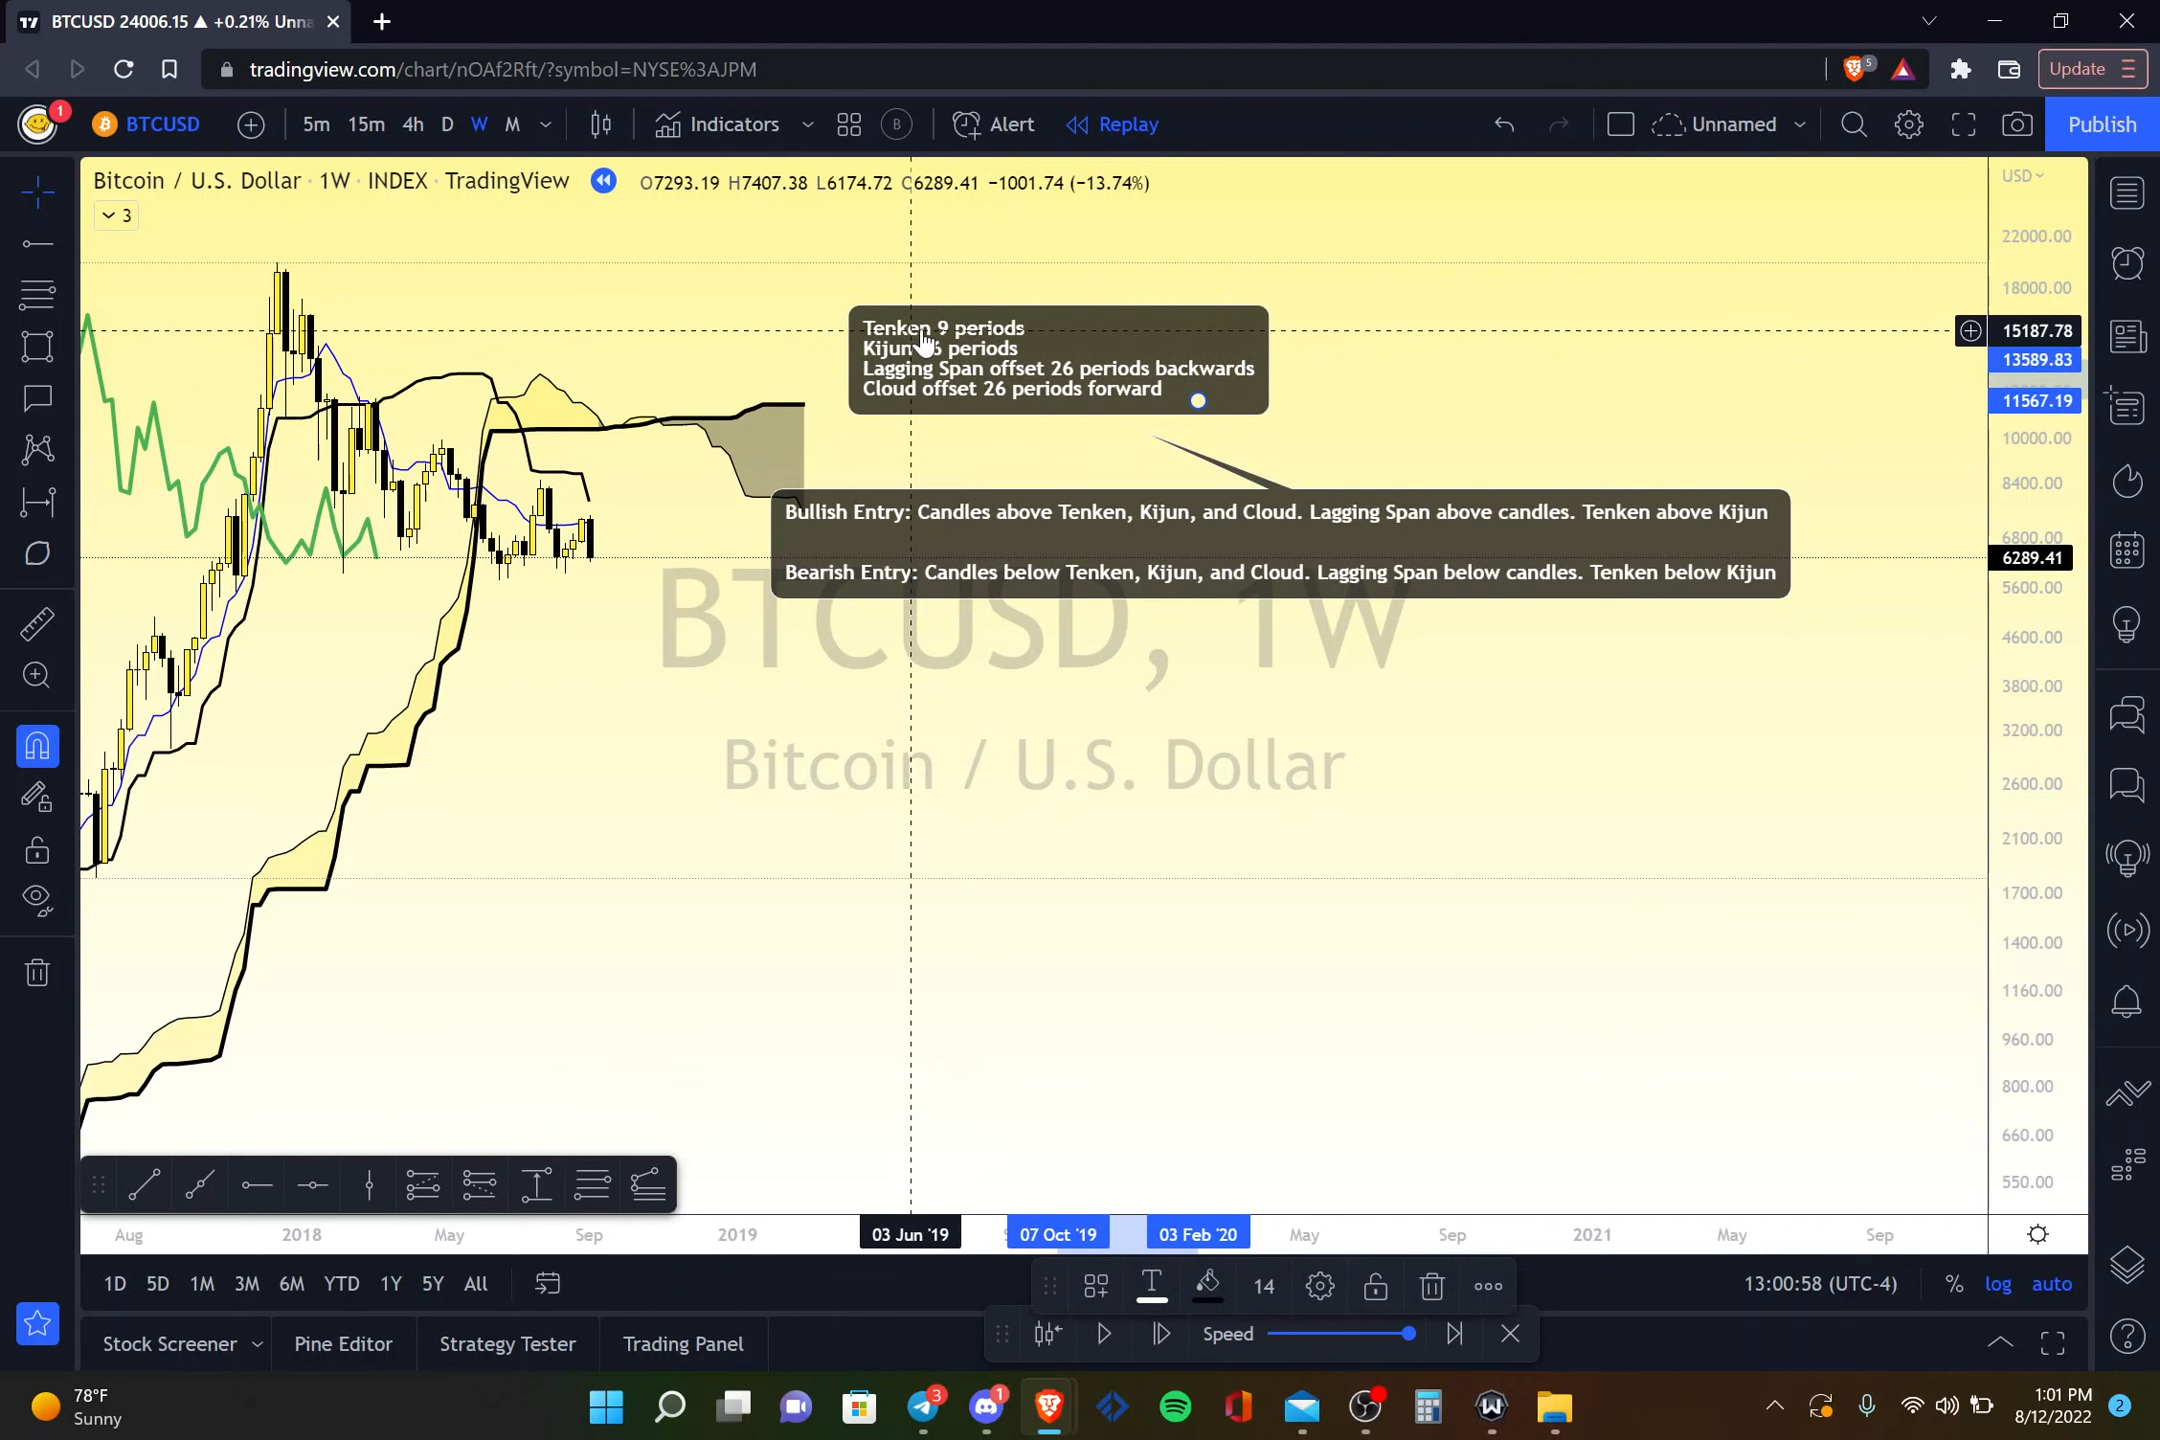 BTCUSD 24006.15 ▲ +0.21% Unna
tradingview.com/chart/nOAf2Rft/?symbol=NYSE%3AJPM
5
Update
1
BTCUSD
5m 15m 4h D W M
Indicators
B
Alert
Replay
Unnamed
Publish
Bitcoin / U.S. Dollar · 1W · INDEX · TradingView
O7293.19 H7407.38 L6174.72 C6289.41 −1001.74 (−13.74%)
3
USD
22000.00
18000.00
15187.78
13589.83
11567.19
10000.00
8400.00
6800.00
6289.41
5600.00
4600.00
3800.00
3200.00
2600.00
2100.00
1700.00
1400.00
1160.00
960.00
800.00
660.00
550.00
Tenken 9 periods
Kijun periods
Lagging Span offset 26 periods backwards
Cloud offset 26 periods forward
Bullish Entry: Candles above Tenken, Kijun, and Cloud. Lagging Span above candles. Tenken above Kijun
Bearish Entry: Candles below Tenken, Kijun, and Cloud. Lagging Span below candles. Tenken below Kijun
BTCUSD, 1W
Bitcoin / U.S. Dollar
Aug 2018 May Sep 2019 03 Jun '19 07 Oct '19 03 Feb '20 May Sep 2021 May Sep
1D 5D 1M 3M 6M YTD 1Y 5Y All
T
14
13:00:58 (UTC-4)
% log auto
Stock Screener
Pine Editor
Strategy Tester
Trading Panel
Speed
78°F
Sunny
3
1
1:01 PM
8/12/2022
2